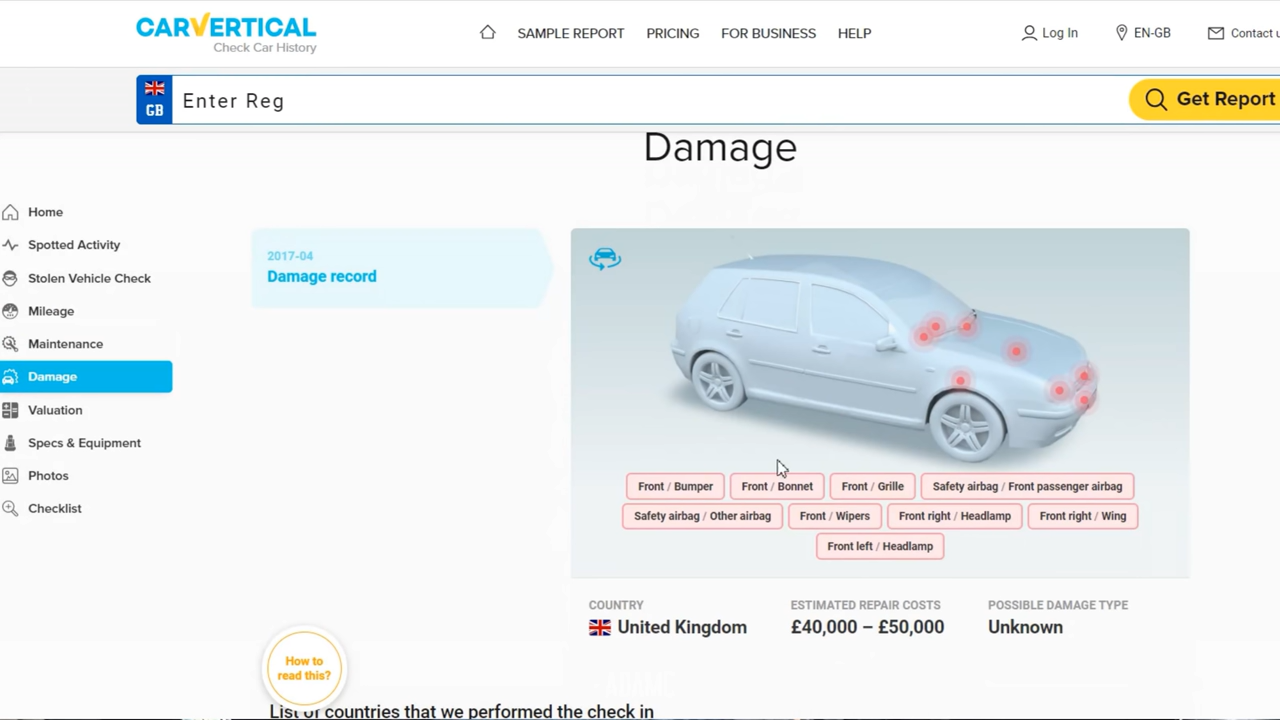 CARVERTICAL
Check Car History
SAMPLE REPORT PRICING FOR BUSINESS HELP
Log In EN-GB Contact u
GB Enter Reg Get Report
Damage
Home
Spotted Activity
Stolen Vehicle Check
Mileage
Maintenance
Damage
Valuation
Specs & Equipment
Photos
Checklist
2017-04
Damage record
Front / Bumper Front / Bonnet Front / Grille Safety airbag / Front passenger airbag
Safety airbag / Other airbag Front / Wipers Front right / Headlamp Front right / Wing
Front left / Headlamp
COUNTRY ESTIMATED REPAIR COSTS POSSIBLE DAMAGE TYPE
United Kingdom £40,000 – £50,000 Unknown
How to
read this?
List of countries that we performed the check in